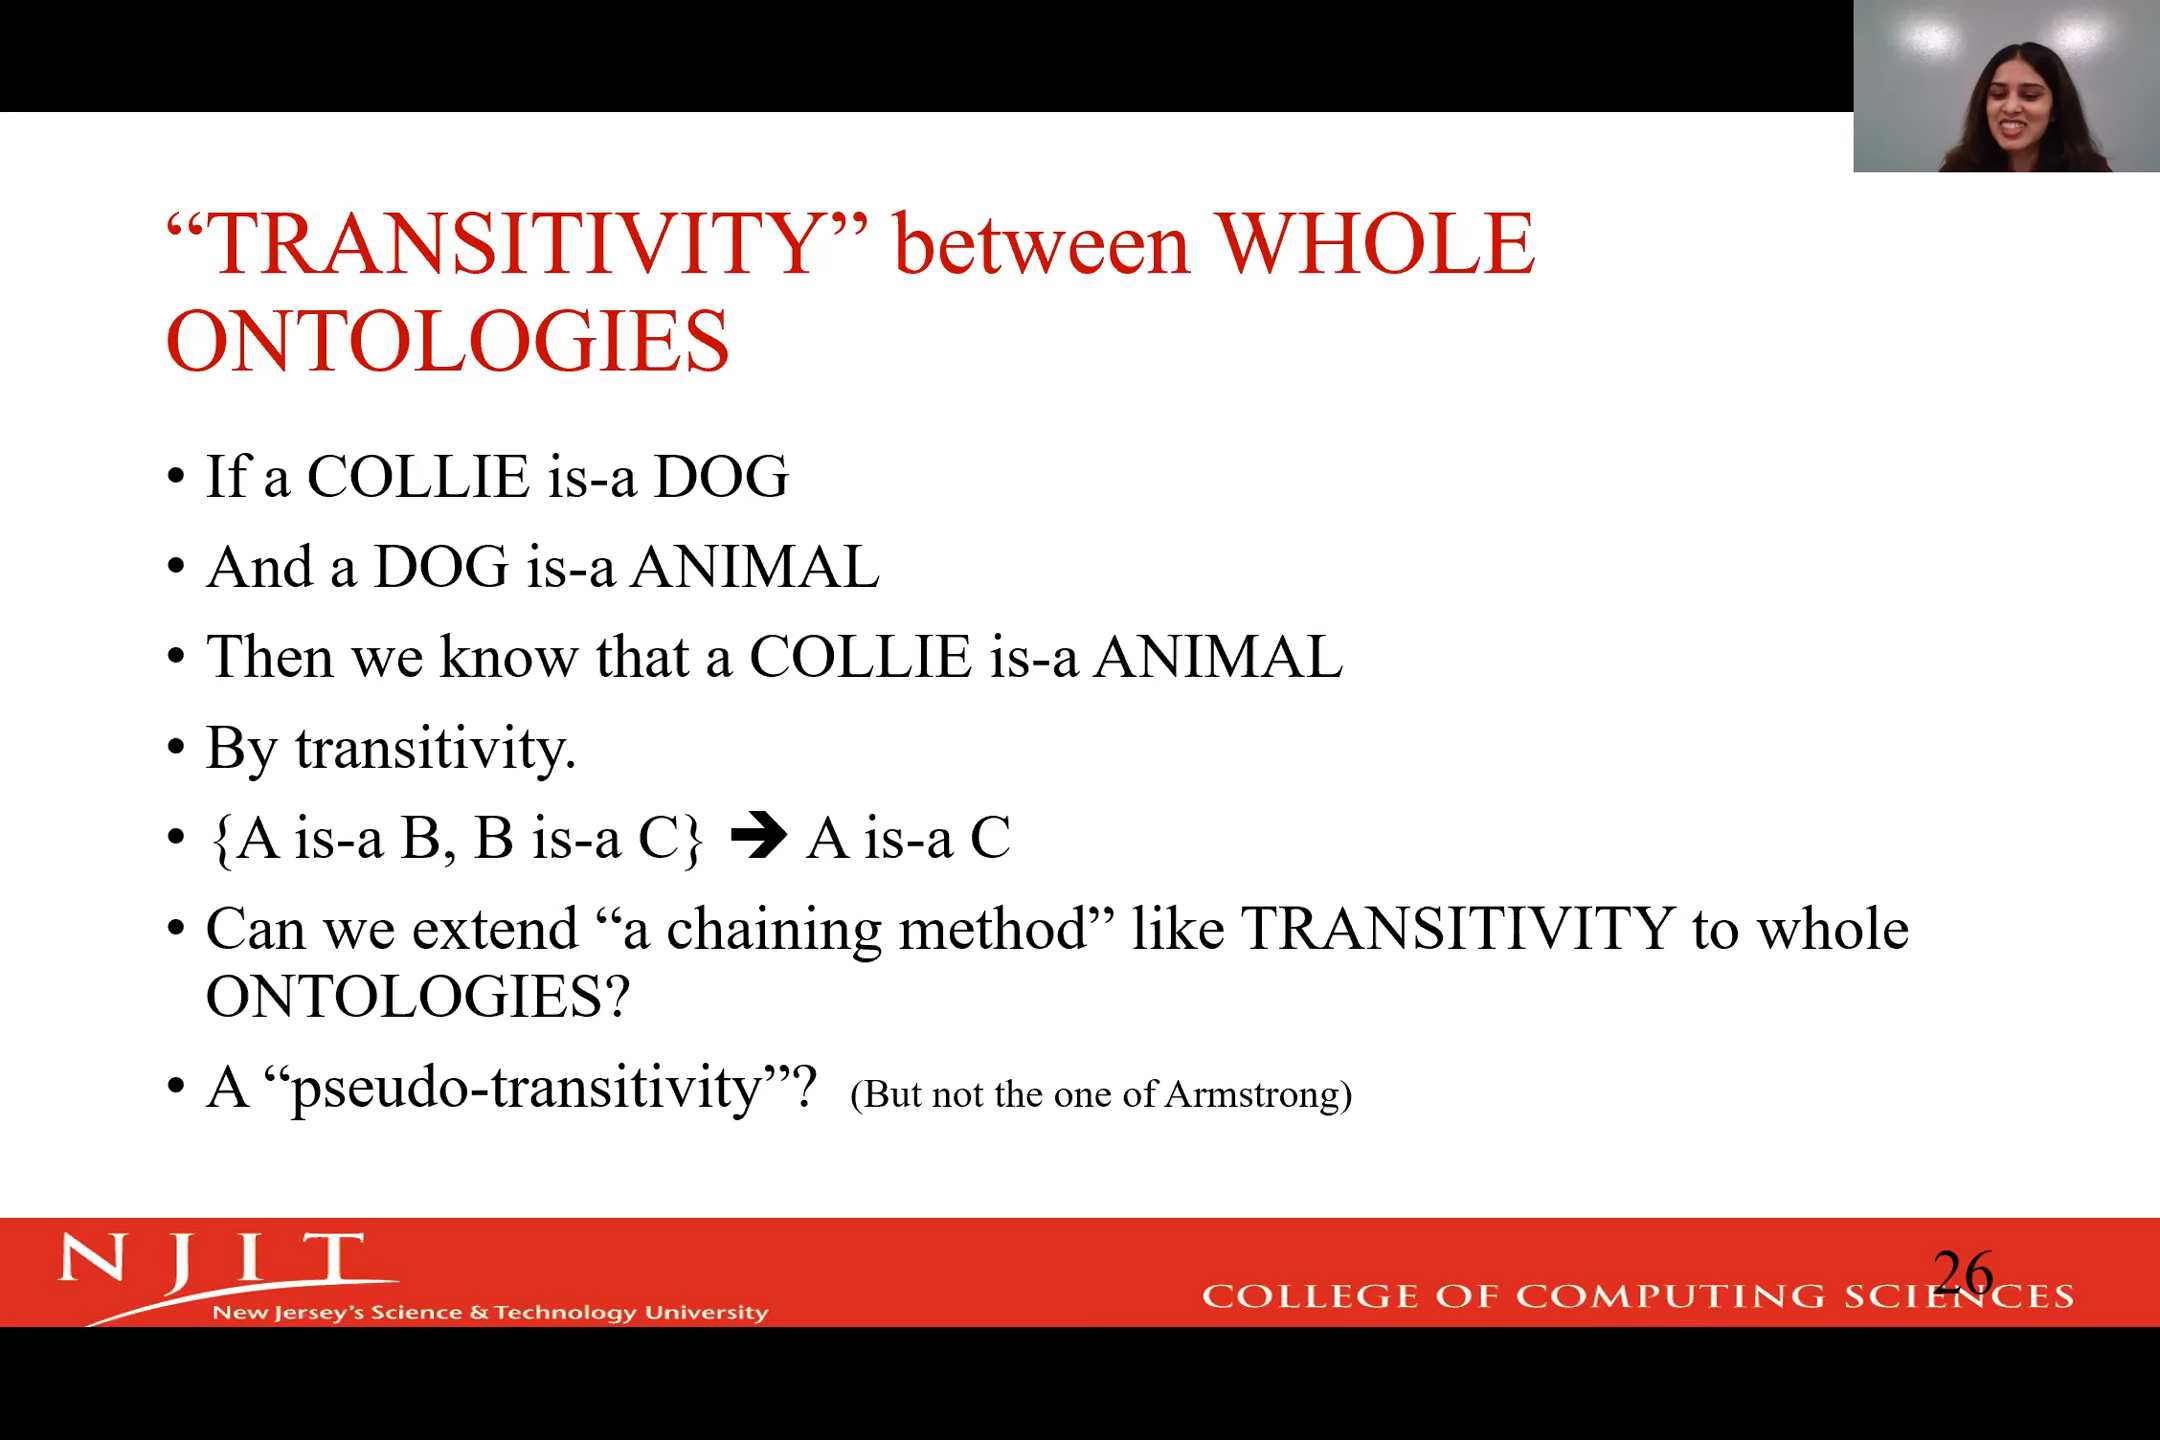 “TRANSITIVITY” between WHOLE
ONTOLOGIES
• If a COLLIE is-a DOG
• And a DOG is-a ANIMAL
• Then we know that a COLLIE is-a ANIMAL
• By transitivity.
• {A is-a B, B is-a C} ➔ A is-a C
• Can we extend “a chaining method” like TRANSITIVITY to whole
ONTOLOGIES?
• A “pseudo-transitivity”? (But not the one of Armstrong)
NJIT
New Jersey’s Science & Technology University
COLLEGE OF COMPUTING SCIENCES
26